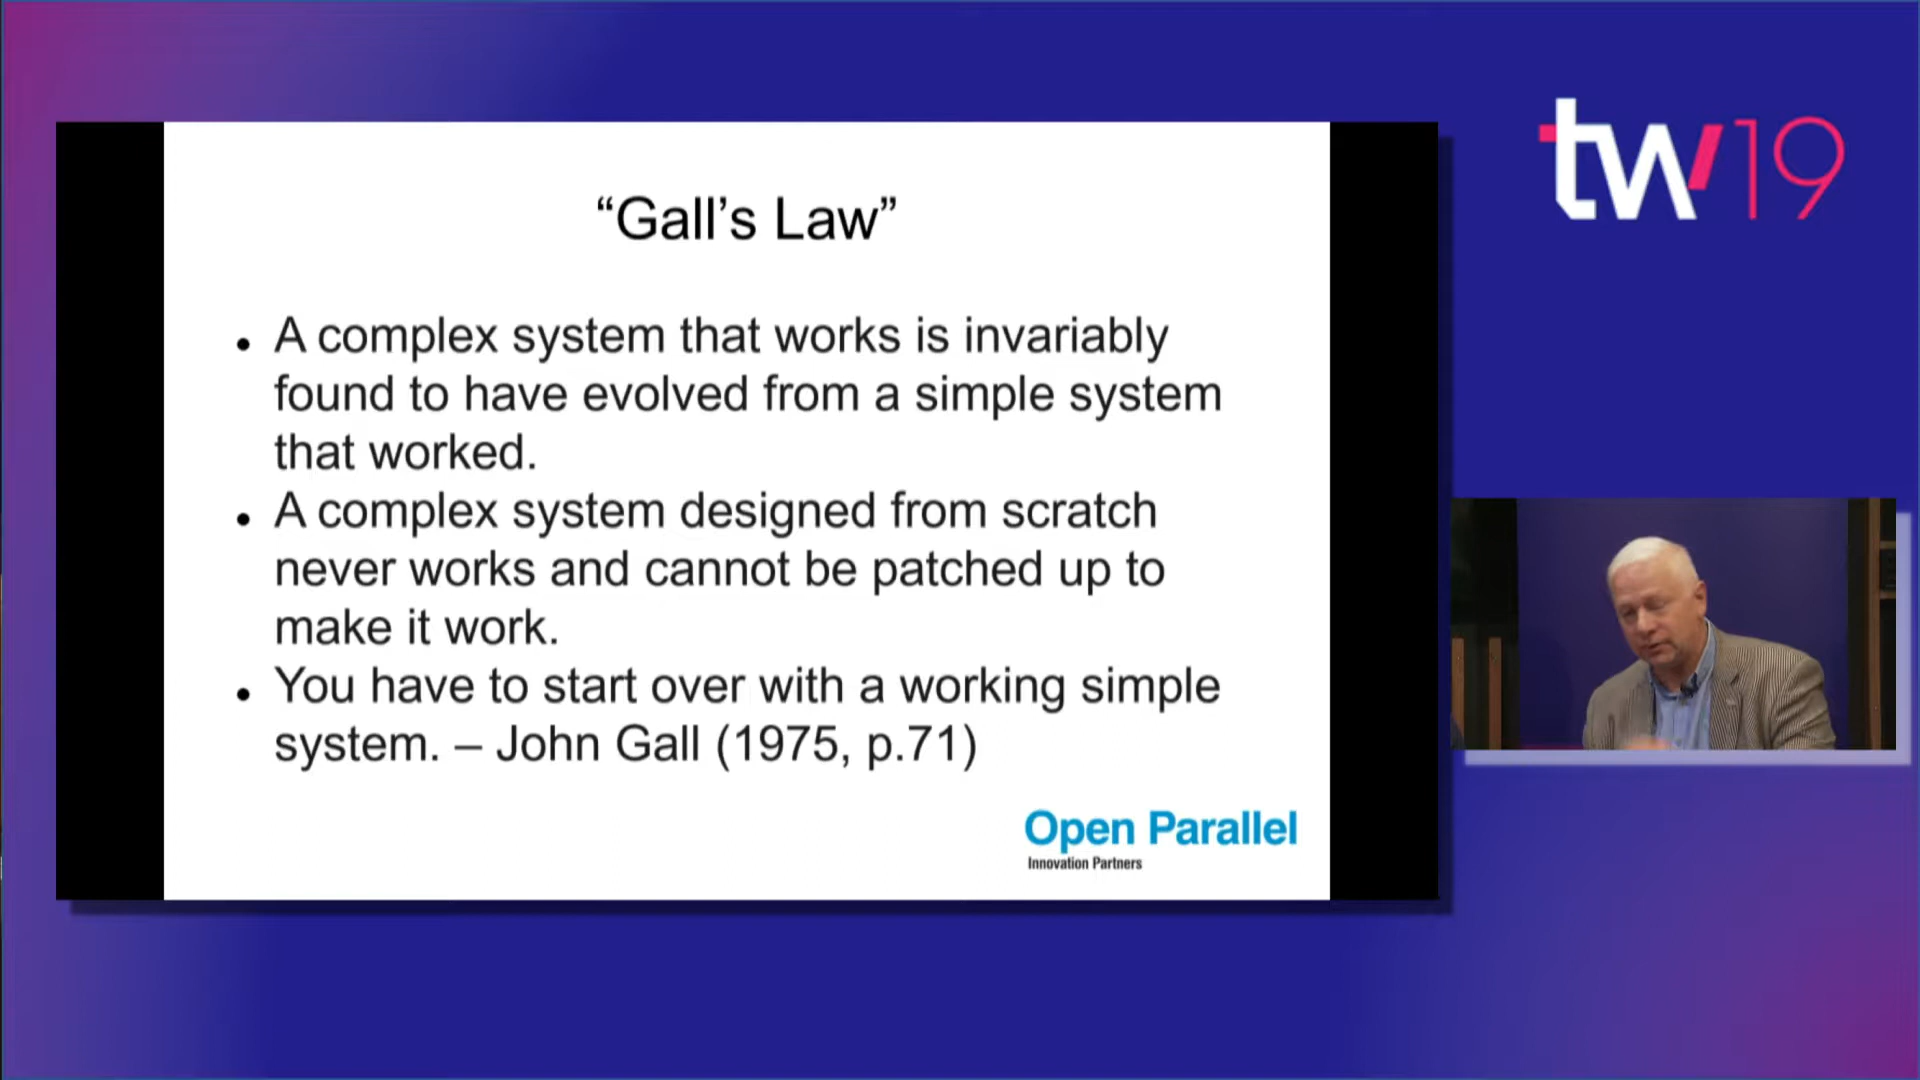 tw19
“Gall’s Law”
• A complex system that works is invariably
found to have evolved from a simple system
that worked.
• A complex system designed from scratch
never works and cannot be patched up to
make it work.
• You have to start over with a working simple
system. – John Gall (1975, p.71)
Open Parallel
Innovation Partners